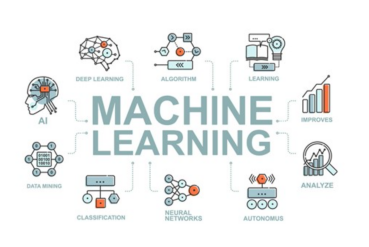 DEEP LEARNING
ALGORITHM
LEARNING
AI
MACHINE
LEARNING
IMPROVES
DATA MINING
ANALYZE
CLASSIFICATION
NEURAL
NETWORKS
AUTONOMUS